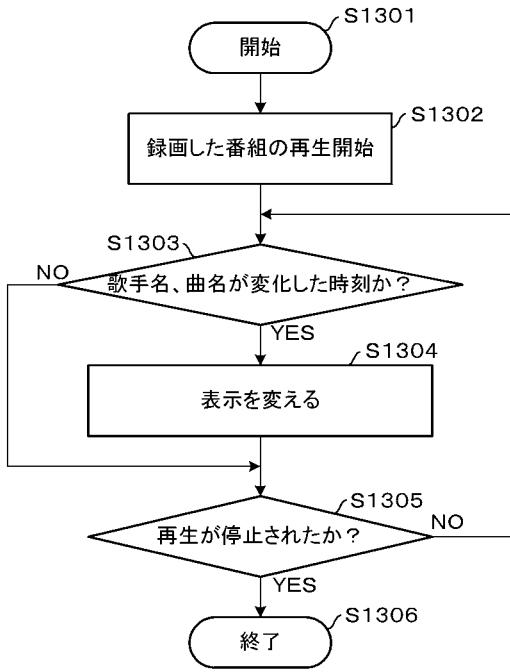 S1301
開始
S1302
録画した番組の再生開始
S1303
NO
歌手名、曲名が変化した時刻か？
YES
S1304
表示を変える
S1305
再生が停止されたか？
NO
YES
S1306
終了